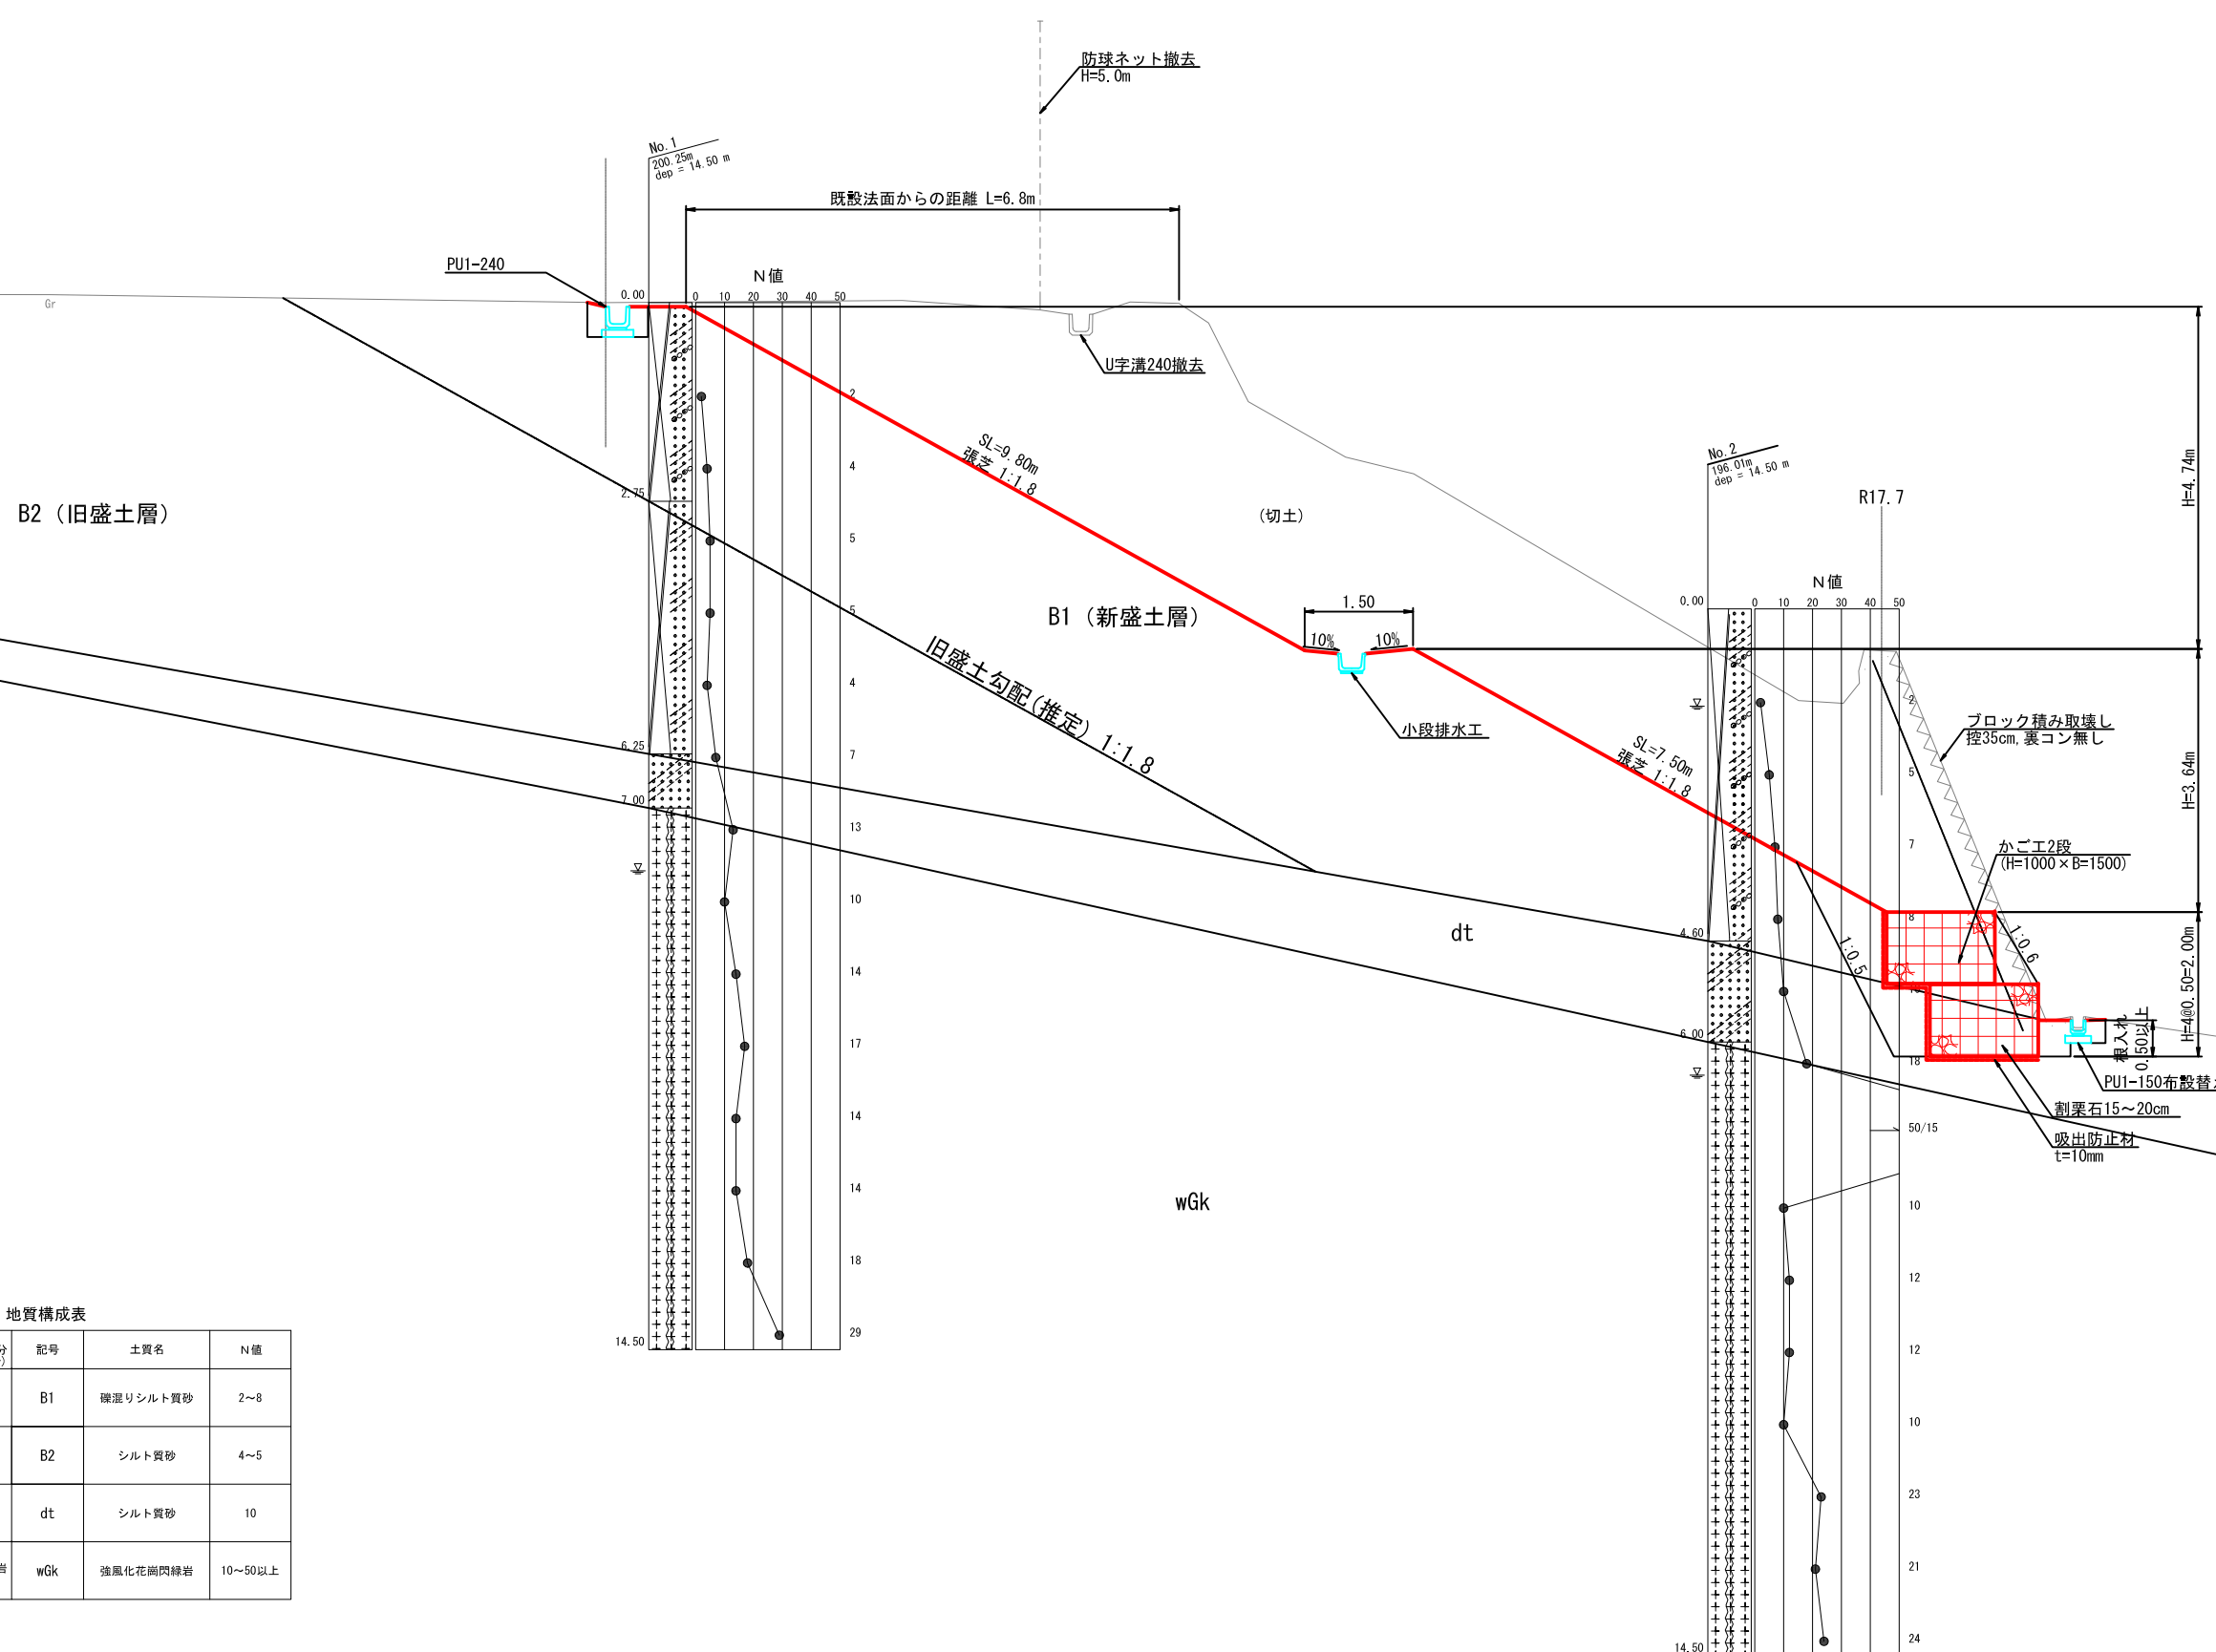 防球ネット撤去
H=5.0m
No.1
200.25m
dep = 14.50 m
既設法面からの距離 L=6.8m
PU1-240
N値
0.00
0 10 20 30 40 50
Gr
U字溝240撤去
2
SL=9.80m
張芝 1:1.8
4
2.75
5
B2（旧盛土層）
No.2
196.01m
dep = 14.50 m
R17.7
H=4.74m
(切土)
N値
0.00
0 10 20 30 40 50
1.50
10%
10%
5
B1（新盛土層）
旧盛土勾配(推定) 1:1.8
4
小段排水工
2
ブロック積み取壊し
控35cm,裏コン無し
6.25
7
SL=7.50m
張芝 1:1.8
5
H=3.64m
7.00
13
7
かご工2段
(H=1000×B=1500)
10
8
dt
4.60
1:0.5
1:0.6
14
10
H=4@0.50=2.00m
17
6.00
18
根入れ
0.50以上
PU1-150布設替
割栗石15～20cm
吸出防止材
t=10mm
14
50/15
14
wGk
10
18
12
29
14.50
12
10
23
21
24
14.50
地質構成表
分 記号 土質名 N値
B1 礫混りシルト質砂 2～8
B2 シルト質砂 4～5
dt シルト質砂 10
岩 wGk 強風化花崗閃緑岩 10～50以上